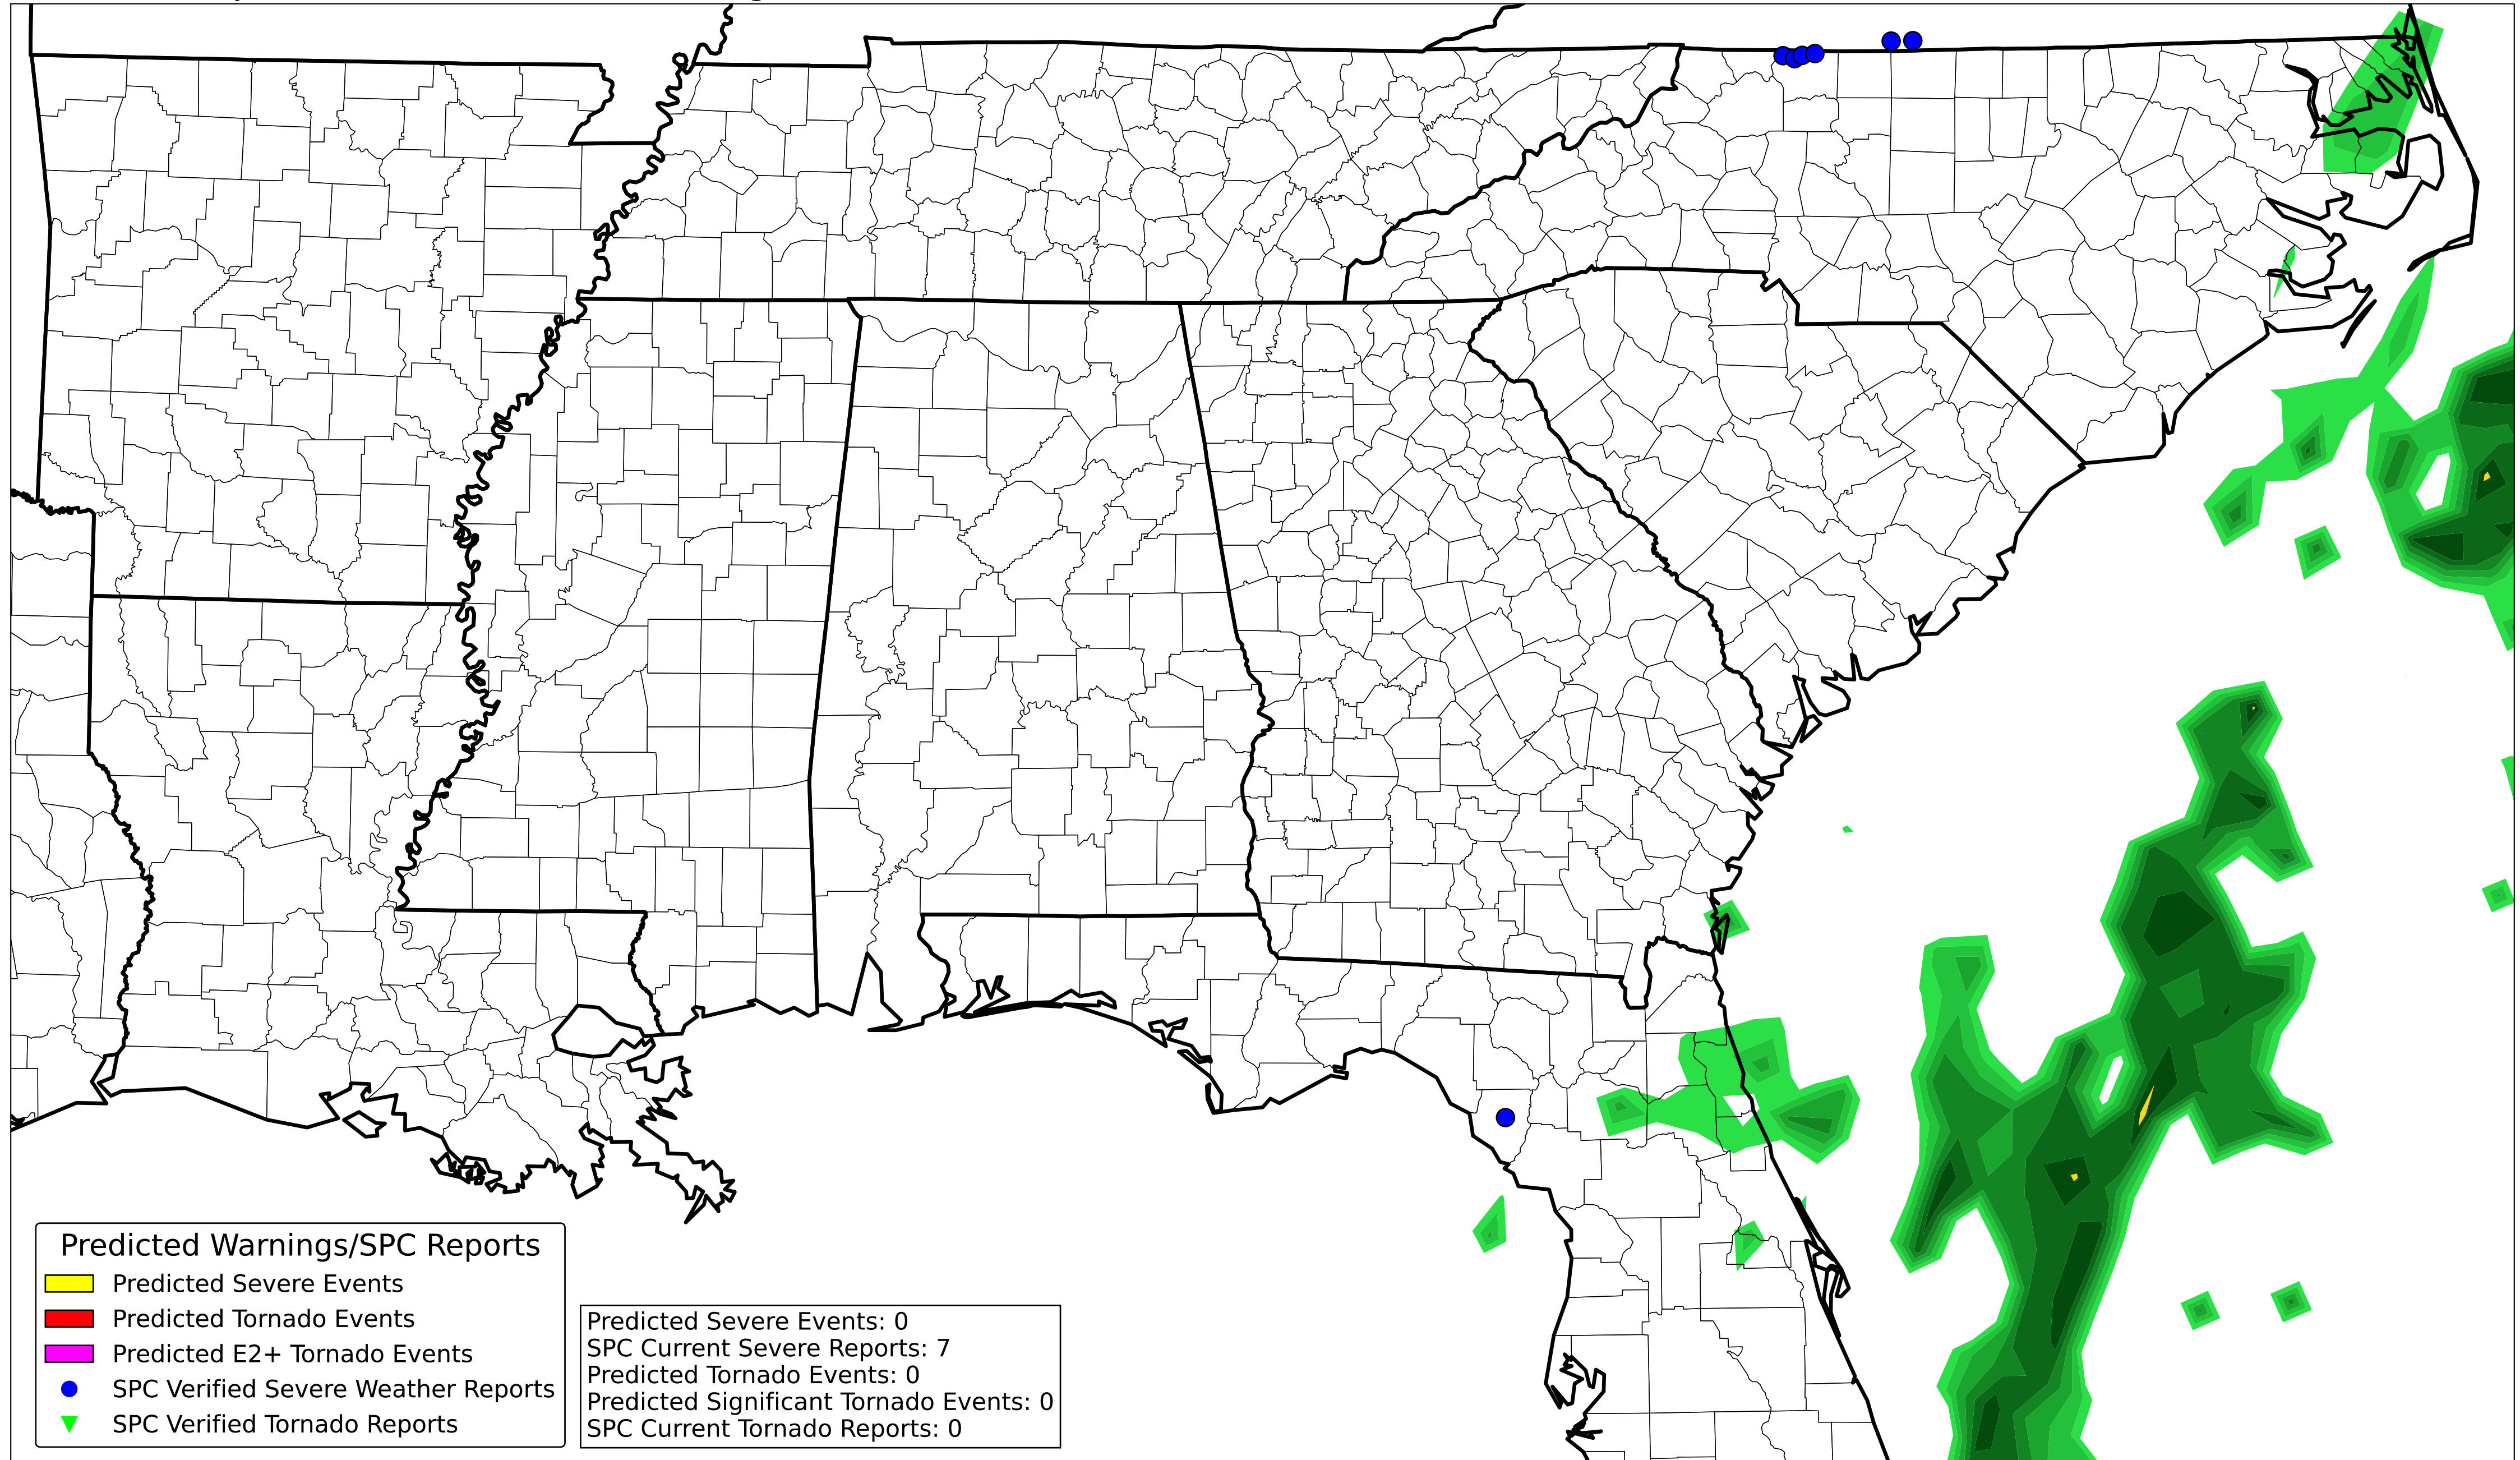 Predicted Warnings/SPC Reports
Predicted Severe Events
Predicted Tornado Events
Predicted E2+ Tornado Events
SPC Verified Severe Weather Reports
SPC Verified Tornado Reports
Predicted Severe Events: 0
SPC Current Severe Reports: 7
Predicted Tornado Events: 0
Predicted Significant Tornado Events: 0
SPC Current Tornado Reports: 0